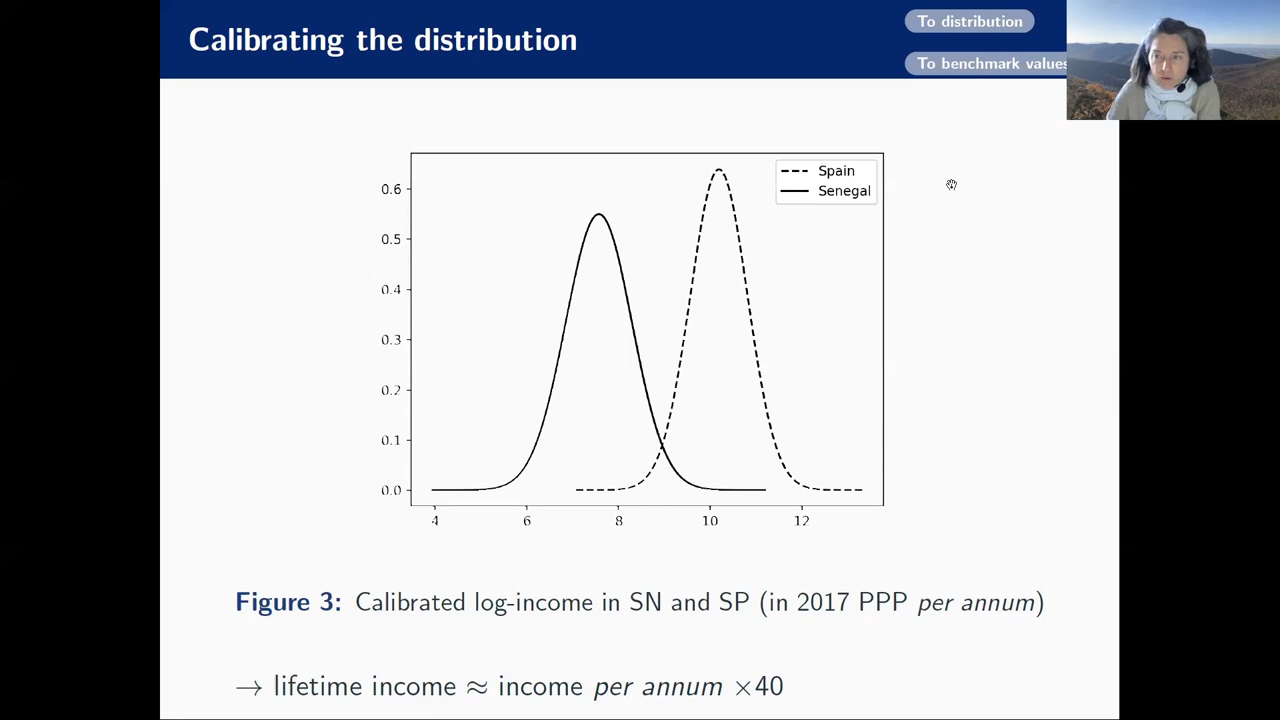 Calibrating the distribution
To distribution
To benchmark values
Spain
Senegal
0.6
0.5
0.4
0.3
0.2
0.1
0.0
4 6 8 10 12
Figure 3: Calibrated log-income in SN and SP (in 2017 PPP per annum)
→ lifetime income ≈ income per annum ×40